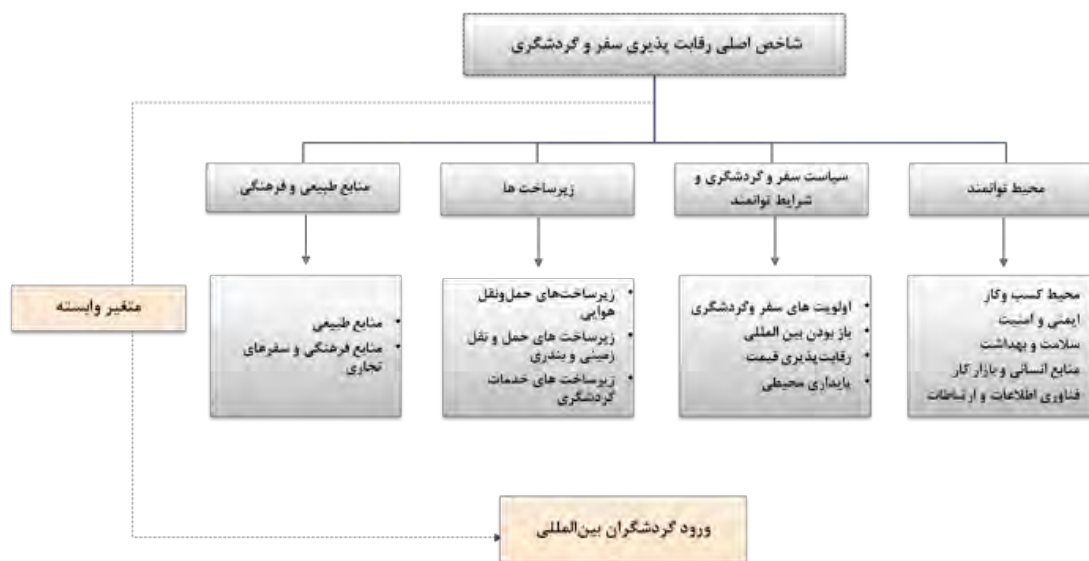 شاخص اصلی رقابت پذیری سفر و گردشگری
محیط توانمند
سیاست سفر و گردشگری و
شرایط توانمند
زیرساخت ها
منابع طبیعی و فرهنگی
محیط کسب وکار
ایمنی و امنیت
سلامت و بهداشت
منابع انسانی و بازار کار
فناوری اطلاعات و ارتباطات
• اولویت های سفر وگردشگری
• باز بودن بین المللی
• رقابت‌پذیری قیمت
• پایداری محیطی
• زیرساخت‌های حمل‌ونقل
هوایی
• زیرساخت های حمل و نقل
زمینی و بندری
• زیرساخت های خدمات
گردشگری
• منابع طبیعی
• منابع فرهنگی و سفرهای
تجاری
متغیر وابسته
ورود گردشگران بین‌المللی